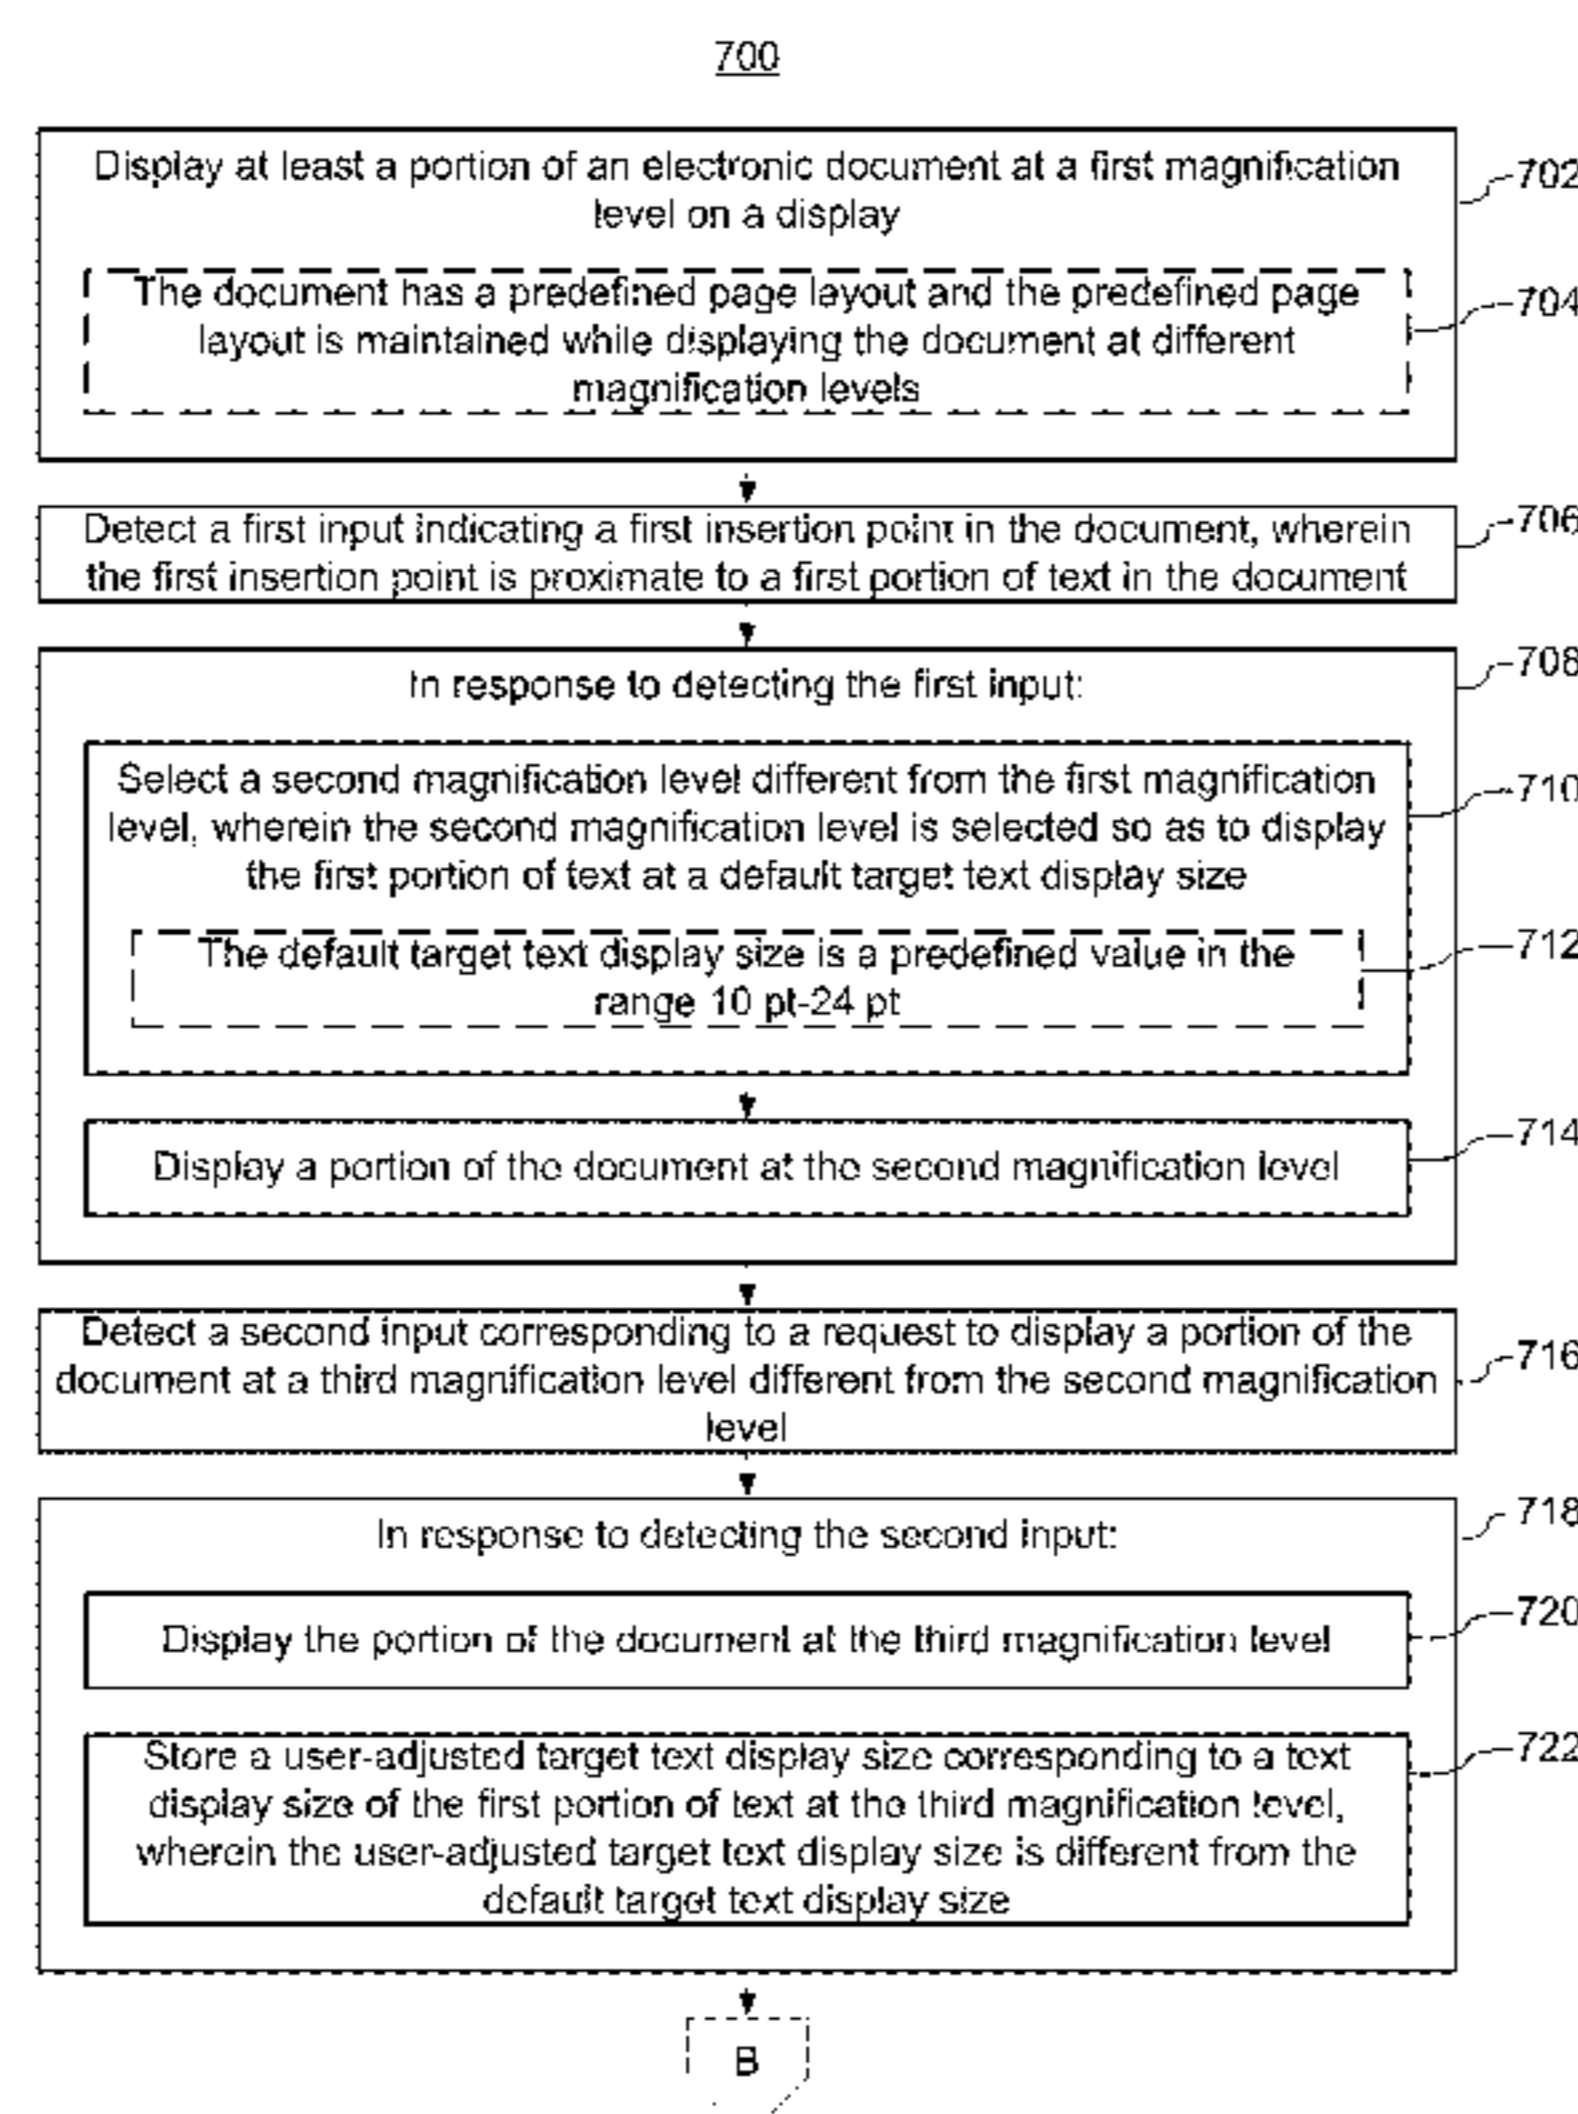 700
Display at least a portion of an electronic document at a first magnification
level on a display
702
The document has a predefined page layout and the predefined page
layout is maintained while displaying the document at different
magnification levels
704
Detect a first input indicating a first insertion point in the document, wherein
the first insertion point is proximate to a first portion of text in the document
706
In response to detecting the first input:
708
Select a second magnification level different from the first magnification
level, wherein the second magnification level is selected so as to display
the first portion of text at a default target text display size
710
The default target text display size is a predefined value in the
range 10 pt-24 pt
712
Display a portion of the document at the second magnification level
714
Detect a second input corresponding to a request to display a portion of the
document at a third magnification level different from the second magnification
level
716
In response to detecting the second input:
718
Display the portion of the document at the third magnification level
720
Store a user-adjusted target text display size corresponding to a text
display size of the first portion of text at the third magnification level,
wherein the user-adjusted target text display size is different from the
default target text display size
722
B